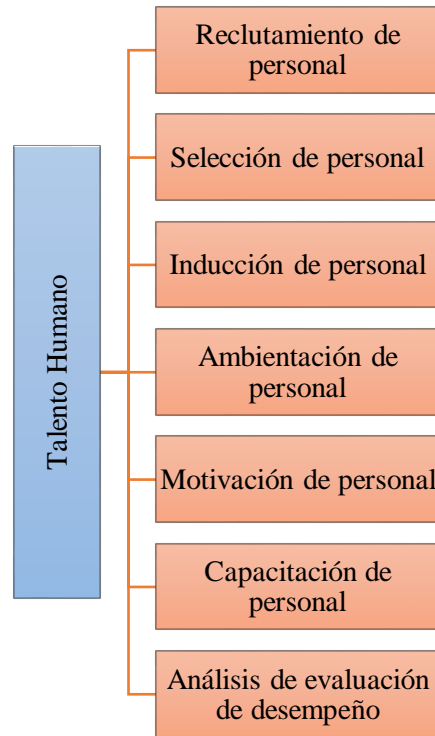 Talento Humano
Reclutamiento de
personal
Selección de personal
Inducción de personal
Ambientación de
personal
Motivación de personal
Capacitación de
personal
Análisis de evaluación
de desempeño